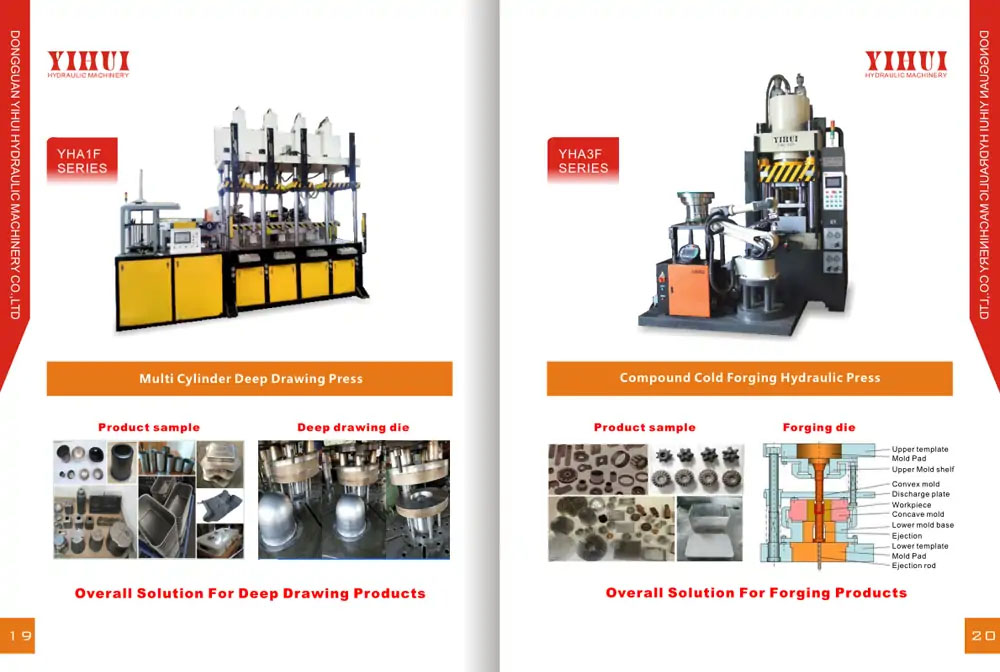 DONGGUAN YIHUI HYDRAULIC MACHINERY CO.,LTD
YIHUI
HYDRAULIC MACHINERY
YHA1F
SERIES
Multi Cylinder Deep Drawing Press
Product sample
Deep drawing die
Overall Solution For Deep Drawing Products
19
YIHUI
HYDRAULIC MACHINERY
DONGGUAN YIHUI HYDRAULIC MACHINERY CO.,LTD
YHA3F
SERIES
YIHUI
Compound Cold Forging Hydraulic Press
Product sample
Forging die
Upper template
Mold Pad
Upper Mold shelf
Convex mold
Discharge plate
Workpiece
Concave mold
Lower mold base
Ejection
Lower template
Mold Pad
Ejection rod
Overall Solution For Forging Products
20